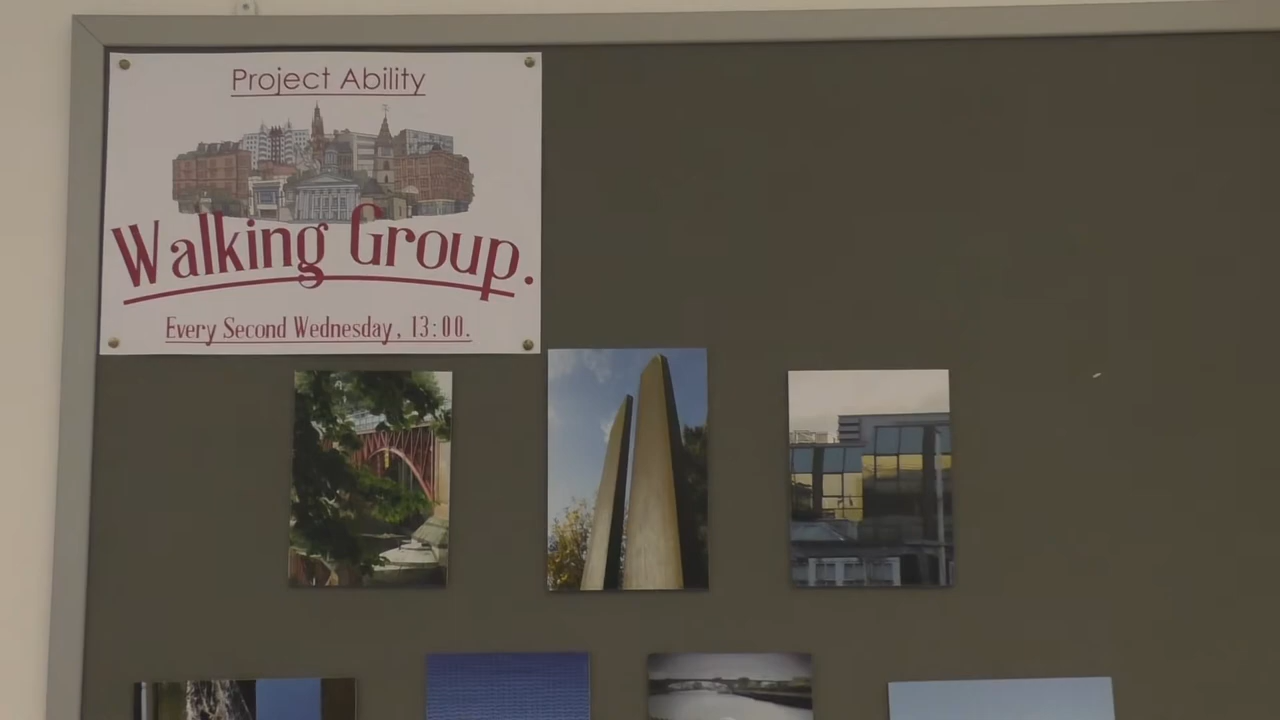 Project Ability
Walking Group.
Every Second Wednesday, 13:00.